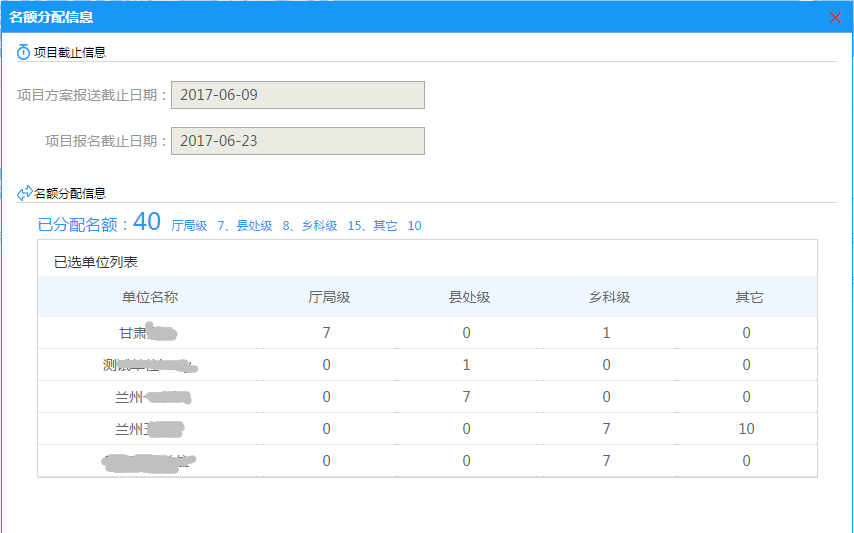 名额分配信息
项目截止信息
项目方案报送截止日期：2017-06-09
项目报名截止日期：2017-06-23
名额分配信息
已分配名额：40 厅局级 7、县处级 8、乡科级 15、其它 10
已选单位列表
单位名称 厅局级 县处级 乡科级 其它
甘肃 7 0 1 0
测试单位 0 1 0 0
兰州 0 7 0 0
兰州 0 0 7 10
0 0 7 0